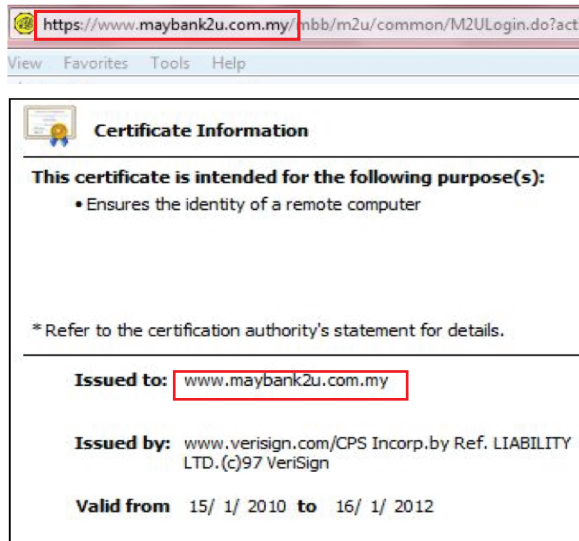 https://www.maybank2u.com.my/mbb/m2u/common/M2ULogin.do?act
View Favorites Tools Help
Certificate Information
This certificate is intended for the following purpose(s):
• Ensures the identity of a remote computer
* Refer to the certification authority's statement for details.
Issued to: www.maybank2u.com.my
Issued by: www.verisign.com/CPS Incorp.by Ref. LIABILITY
LTD.(c)97 VeriSign
Valid from 15/ 1/ 2010 to 16/ 1/ 2012